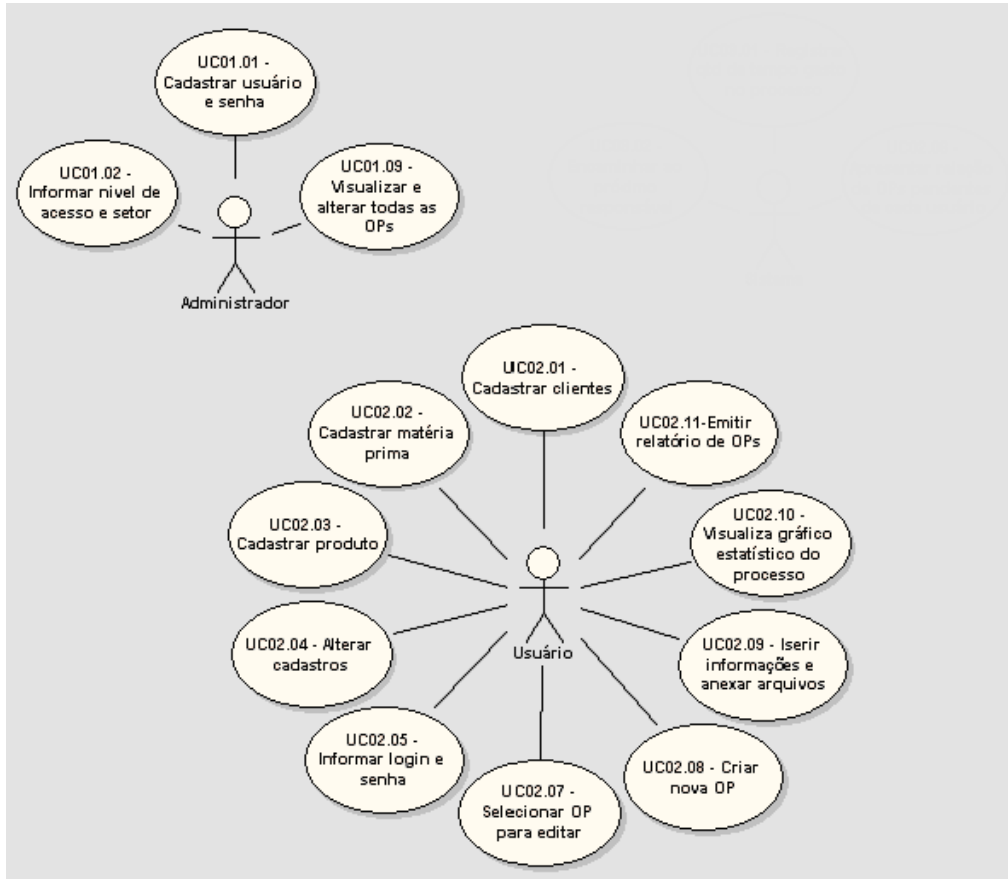 UC01.01 -
Cadastrar usuário
e senha
UC01.02 -
Informar nivel de
acesso e setor
UC01.09 -
Visualizar e
alterar todas as
OPs
Administrador
UIC02.01 -
Cadastrar clientes
UC02.02 -
Cadastrar matéria
prima
UC02.11-Emitir
relatório de OPs
UC02.03 -
Cadastrar produto
UC02.10 -
Visualiza gráfico
estatístico do
processo
UC02.04 - Alterar
cadastros
Usuário
UC02.09 - Iserir
informações e
anexar arquivos
UC02.05 -
Informar login e
senha
UC02.07 -
Selecionar OP
para editar
UC02.08 - Criar
nova OP